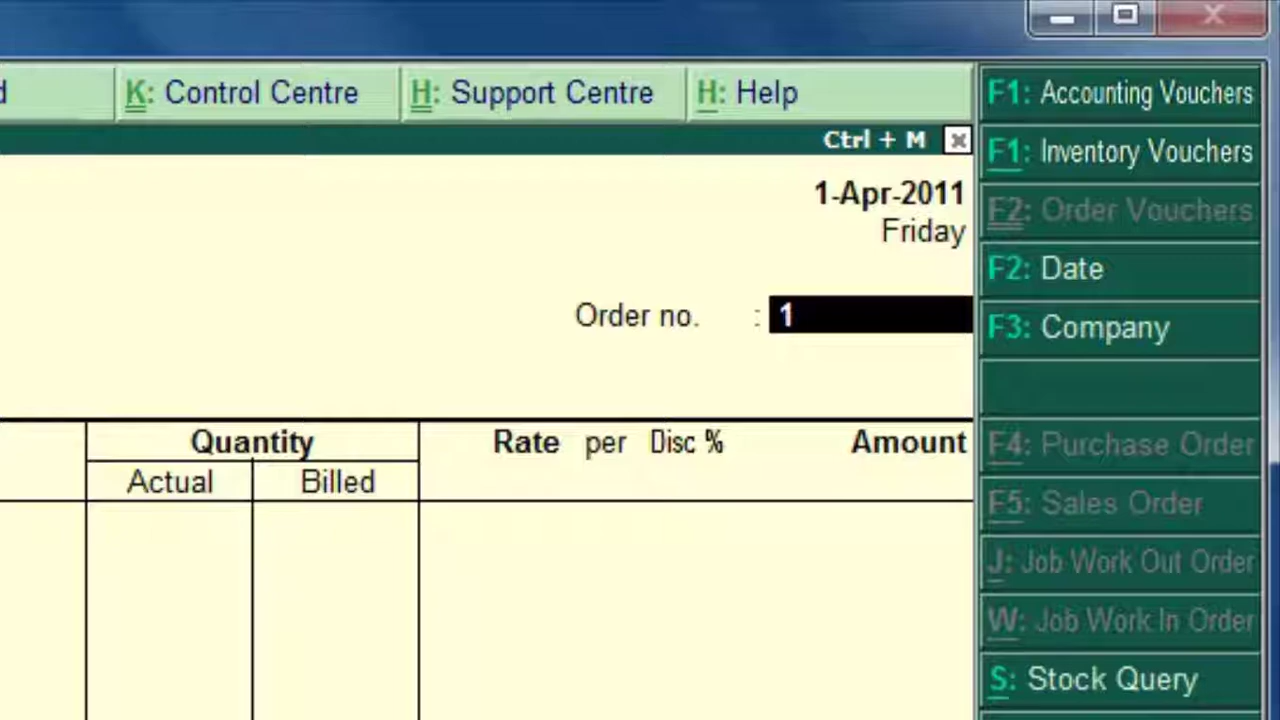 d
K: Control Centre
H: Support Centre
H: Help
Ctrl + M
1-Apr-2011
Friday
Order no. : 1
Quantity
Rate per Disc % Amount
Actual
Billed
F1: Accounting Vouchers
F1: Inventory Vouchers
F2: Order Vouchers
F2: Date
F3: Company
F4: Purchase Order
F5: Sales Order
J: Job Work Out Order
W: Job Work In Order
S: Stock Query